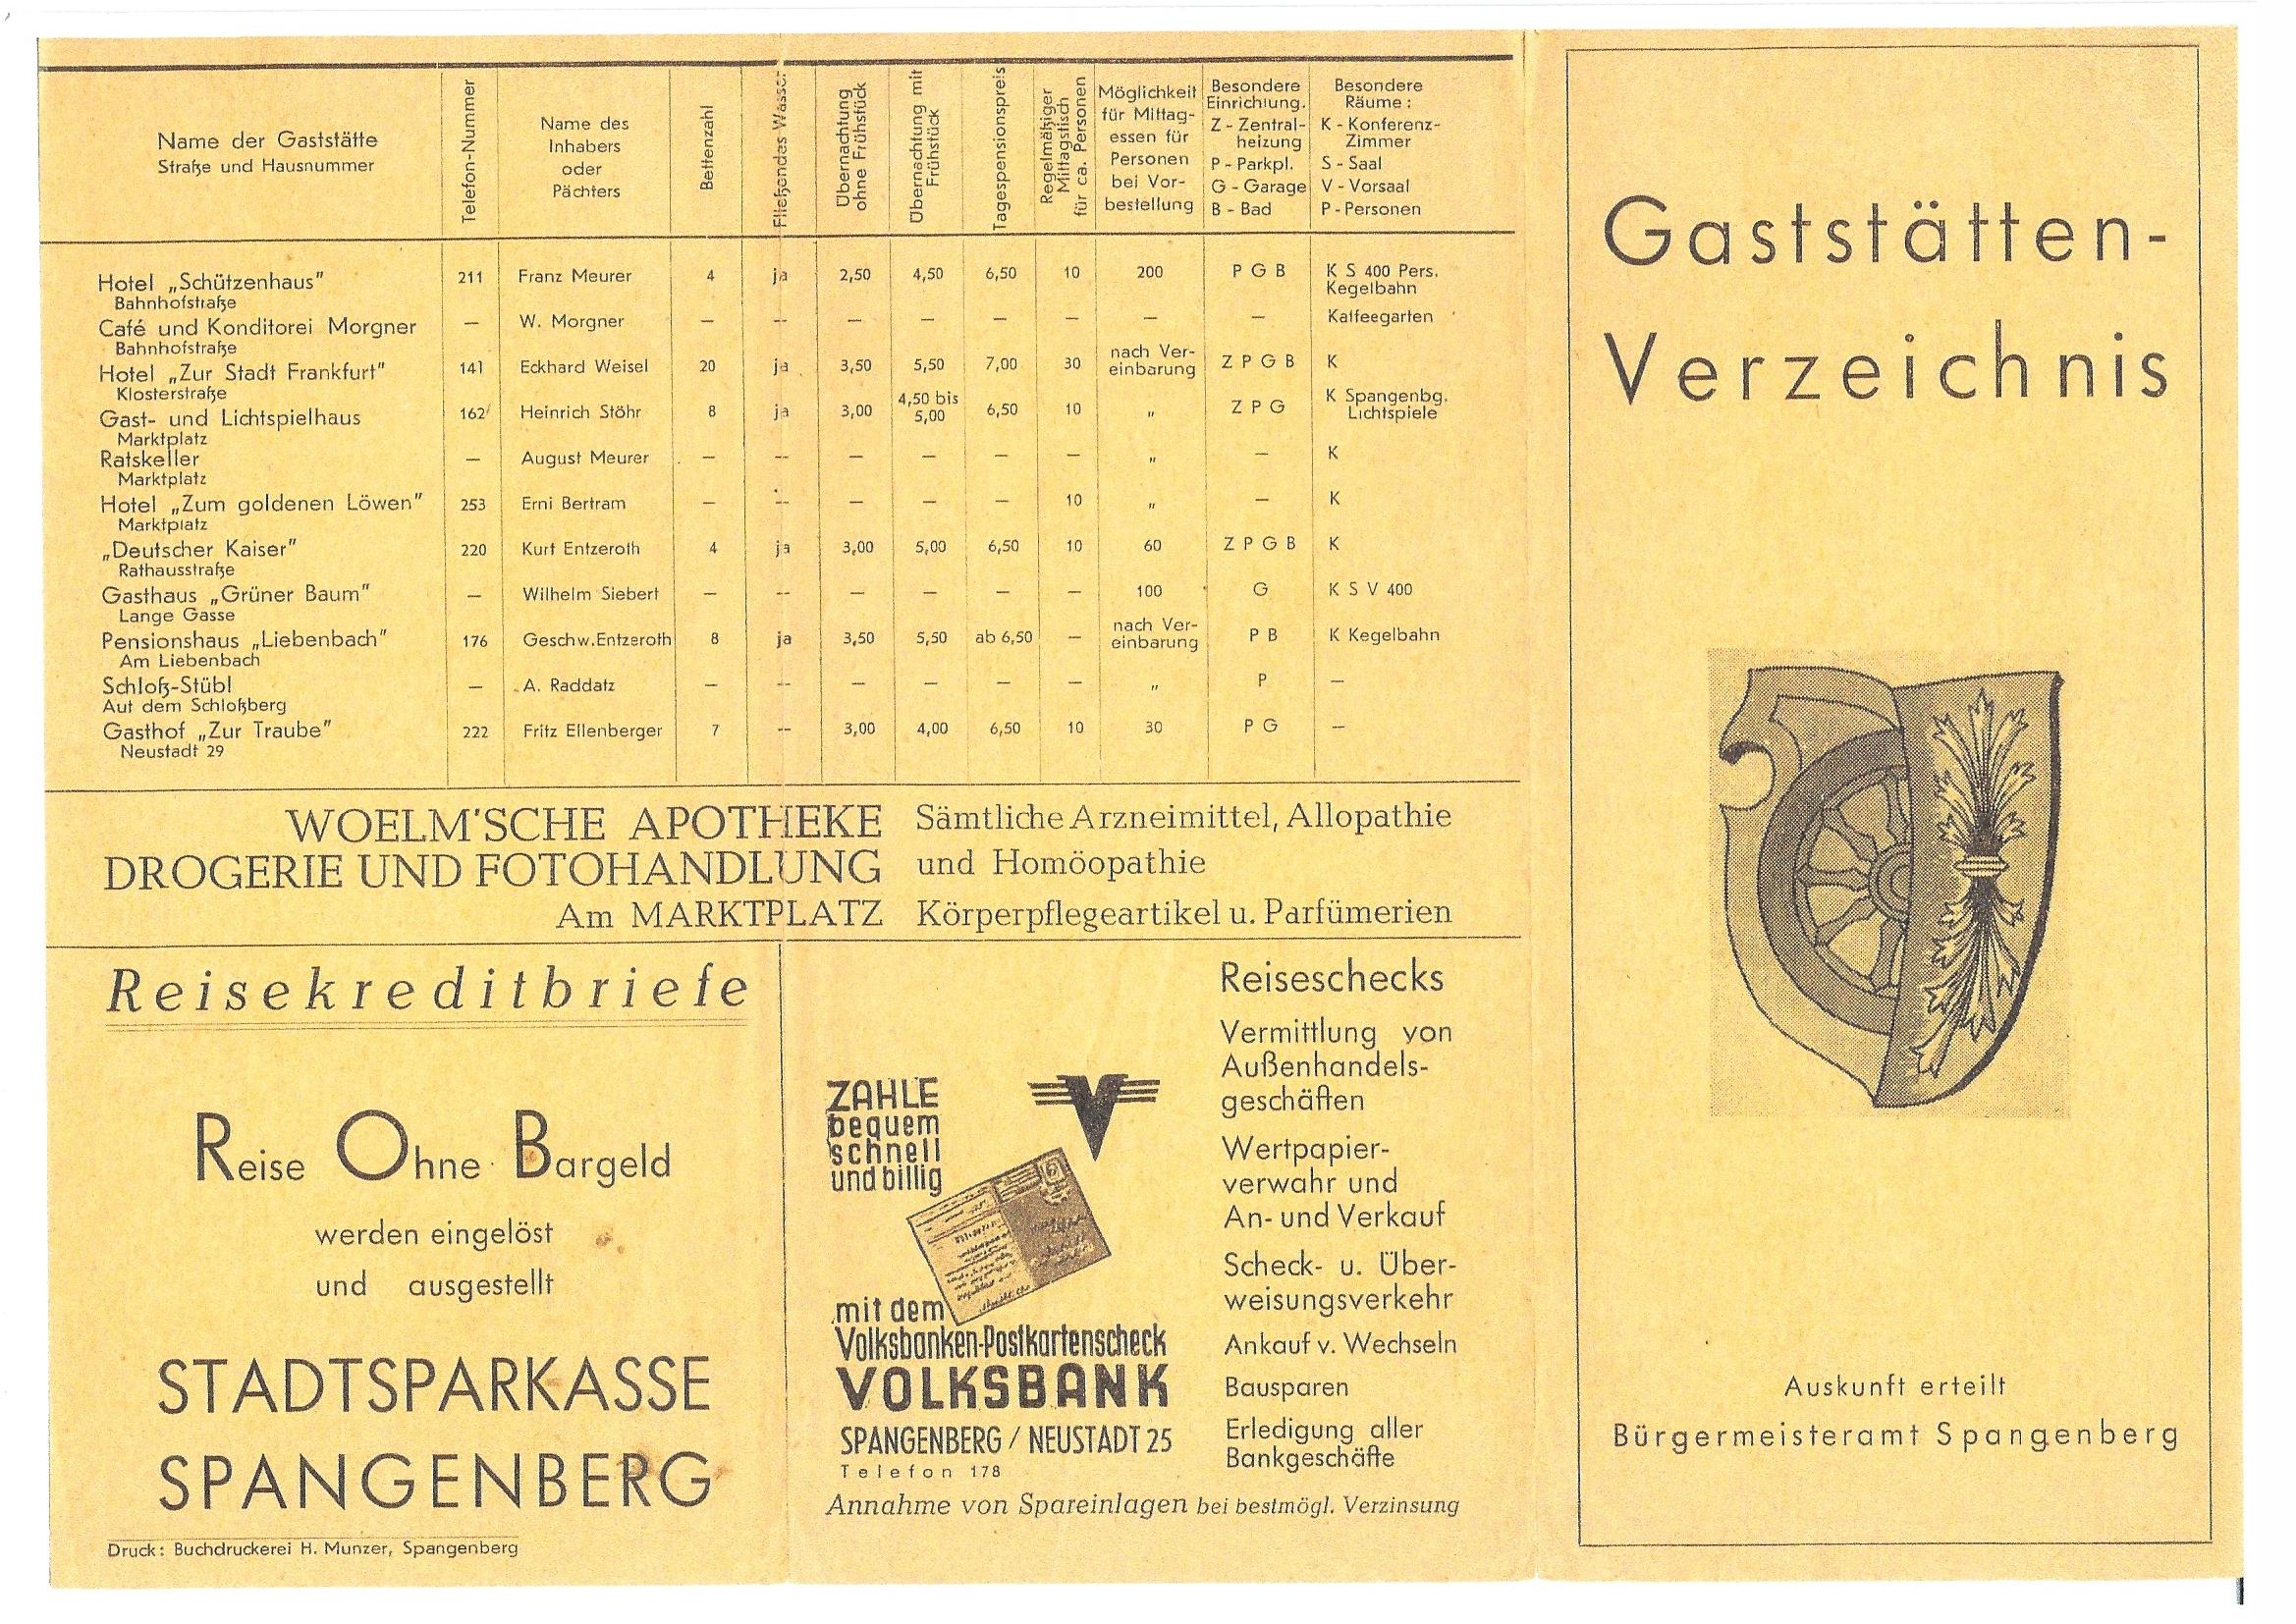 Name der Gaststätte
Straße und Hausnummer
Telefon-Nummer
Name des
Inhabers
oder
Pächters
Bettenzahl
Fließendes Wasser
Übernachtung
ohne Frühstück
Übernachtung mit
Frühstück
Tagespensionspreis
Regelmäßiger
Mittagstisch
für ca. Personen
Möglichkeit
für Mittag-
essen für
Personen
bei Vor-
bestellung
Besondere
Einrichtung.
Z - Zentral-
heizung
P - Parkpl.
G - Garage
B - Bad
Besondere
Räume :
K - Konferenz-
Zimmer
S - Saal
V - Vorsaal
P - Personen
Hotel „Schützenhaus” 211 Franz Meurer 4 ja 2,50 4,50 6,50 10 200 P G B K S 400 Pers.
Bahnhofstraße Kegelbahn
Café und Konditorei Morgner — W. Morgner — -- — — — — — — Kaffeegarten
Bahnhofstraße
Hotel „Zur Stadt Frankfurt” 141 Eckhard Weisel 20 ja 3,50 5,50 7,00 30 nach Ver-
einbarung Z P G B K
Klosterstraße
Gast- und Lichtspielhaus 162 Heinrich Stöhr 8 ja 3,00 4,50 bis
5,00 6,50 10 „ Z P G K Spangenbg.
Lichtspiele
Marktplatz
Ratskeller — August Meurer — -- — — — — „ — K
Marktplatz
Hotel „Zum goldenen Löwen” 253 Erni Bertram — -- — — — 10 „ — K
Marktplatz
„Deutscher Kaiser” 220 Kurt Entzeroth 4 ja 3,00 5,00 6,50 10 60 Z P G B K
Rathausstraße
Gasthaus „Grüner Baum” — Wilhelm Siebert — -- — — — — 100 G K S V 400
Lange Gasse
Pensionshaus „Liebenbach” 176 Geschw.Entzeroth 8 ja 3,50 5,50 ab 6,50 — nach Ver-
einbarung P B K Kegelbahn
Am Liebenbach
Schloß-Stübl — A. Raddatz — -- — — — — „ P —
Auf dem Schloßberg
Gasthof „Zur Traube” 222 Fritz Ellenberger 7 -- 3,00 4,00 6,50 10 30 P G —
Neustadt 29
WOELM'SCHE APOTHEKE
DROGERIE UND FOTOHANDLUNG
Am MARKTPLATZ
Sämtliche Arzneimittel, Allopathie
und Homöopathie
Körperpflegeartikel u. Parfümerien
Reisekreditbriefe
Reise Ohne Bargeld
werden eingelöst
und ausgestellt
STADTSPARKASSE
SPANGENBERG
Druck: Buchdruckerei H. Munzer, Spangenberg
ZAHLE
bequem
schnell
und billig
V
mit dem
Volksbanken-Postkartenscheck
VOLKSBANK
SPANGENBERG / NEUSTADT 25
Telefon 178
Reiseschecks
Vermittlung von
Außenhandels-
geschäften
Wertpapier-
verwahr und
An- und Verkauf
Scheck- u. Über-
weisungsverkehr
Ankauf v. Wechseln
Bausparen
Erledigung aller
Bankgeschäfte
Annahme von Spareinlagen bei bestmögl. Verzinsung
Gaststätten-
Verzeichnis
Auskunft erteilt
Bürgermeisteramt Spangenberg